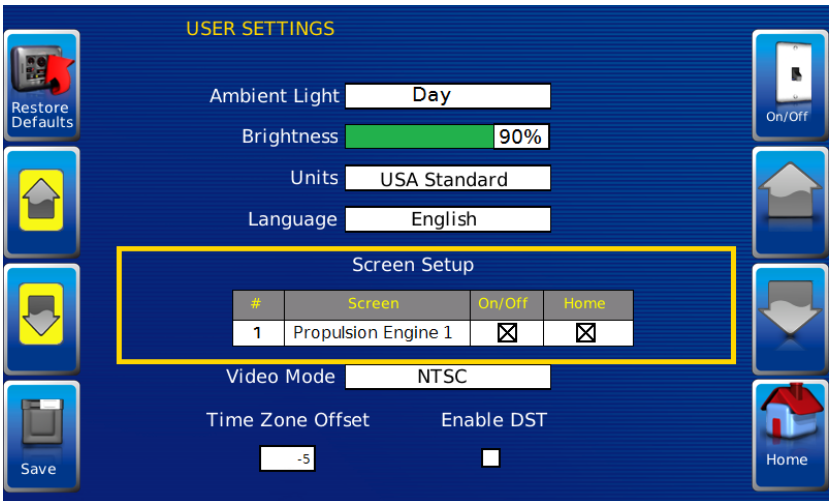 USER SETTINGS
Restore
Defaults
On/Off
Ambient Light Day
Brightness 90%
Units USA Standard
Language English
Screen Setup
# Screen On/Off Home
1 Propulsion Engine 1
Video Mode NTSC
Time Zone Offset Enable DST
-5
Save
Home